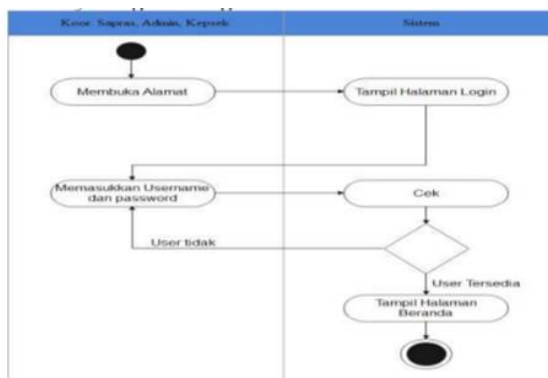 Koor. Sapras, Admin, Kepsek
Sistem
Membuka Alamat
Tampil Halaman Login
Memasukkan Username
dan password
Cek
User tidak
User Tersedia
Tampil Halaman
Beranda